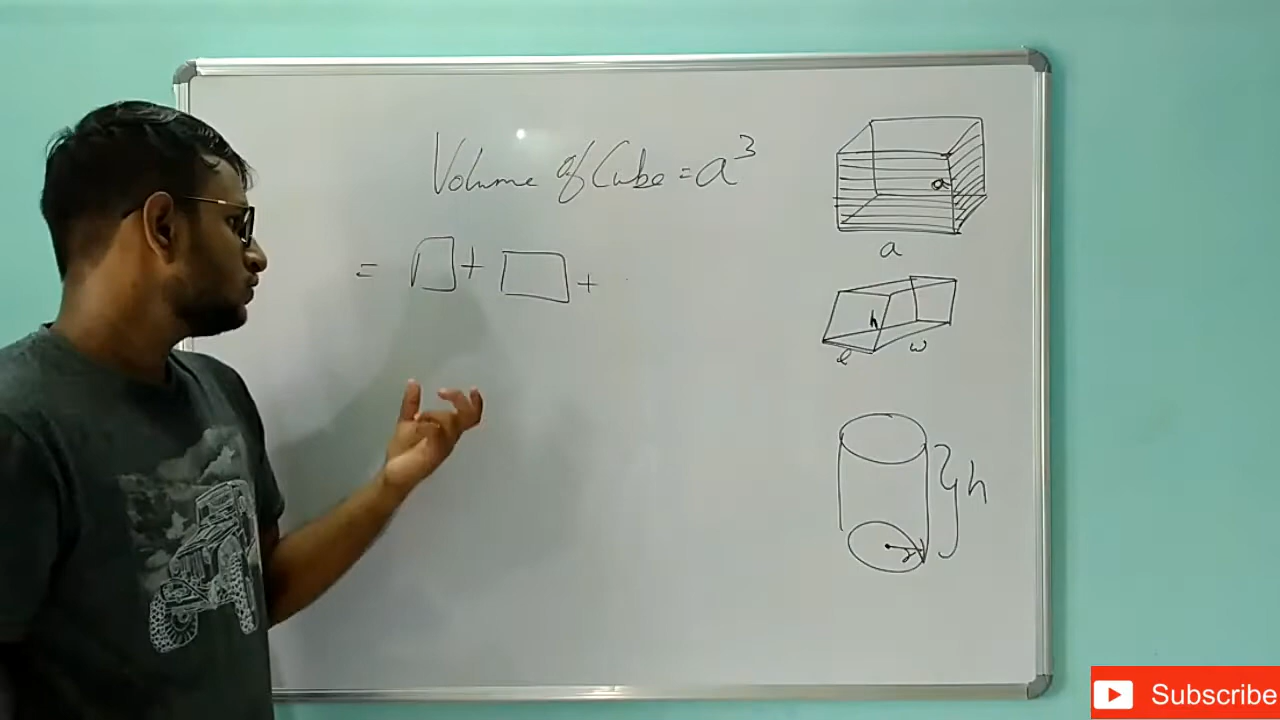 Volume of Cube = a³
a
a
= □ + □ +
h
l w
h
r
Subscribe